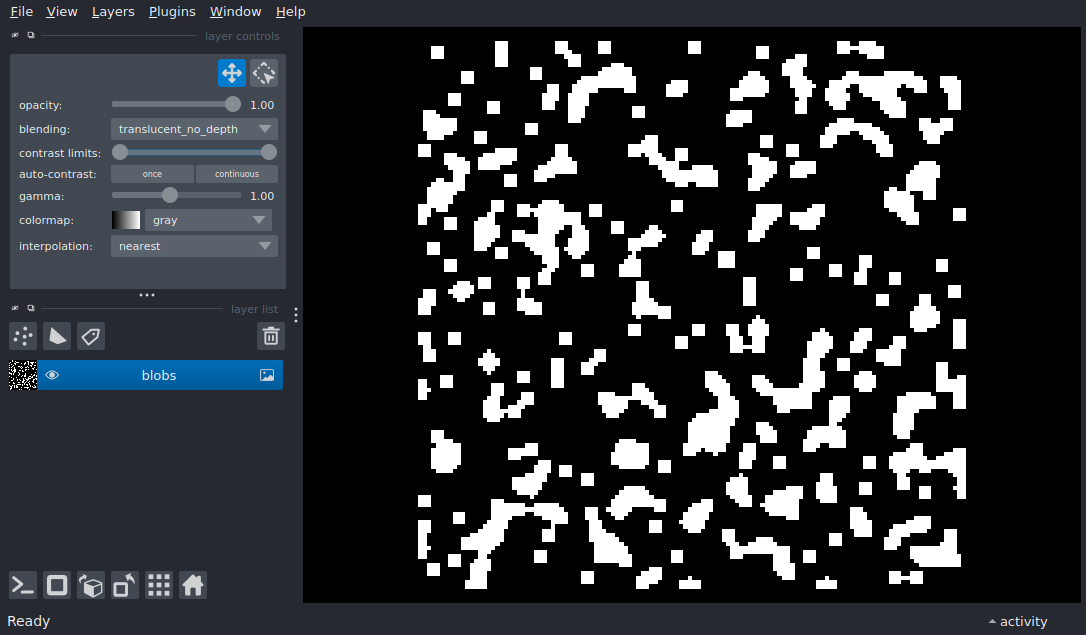 File View Layers Plugins Window Help
layer controls
opacity: 1.00
blending: translucent_no_depth
contrast limits:
auto-contrast: once continuous
gamma: 1.00
colormap: gray
interpolation: nearest
layer list
blobs
Ready activity